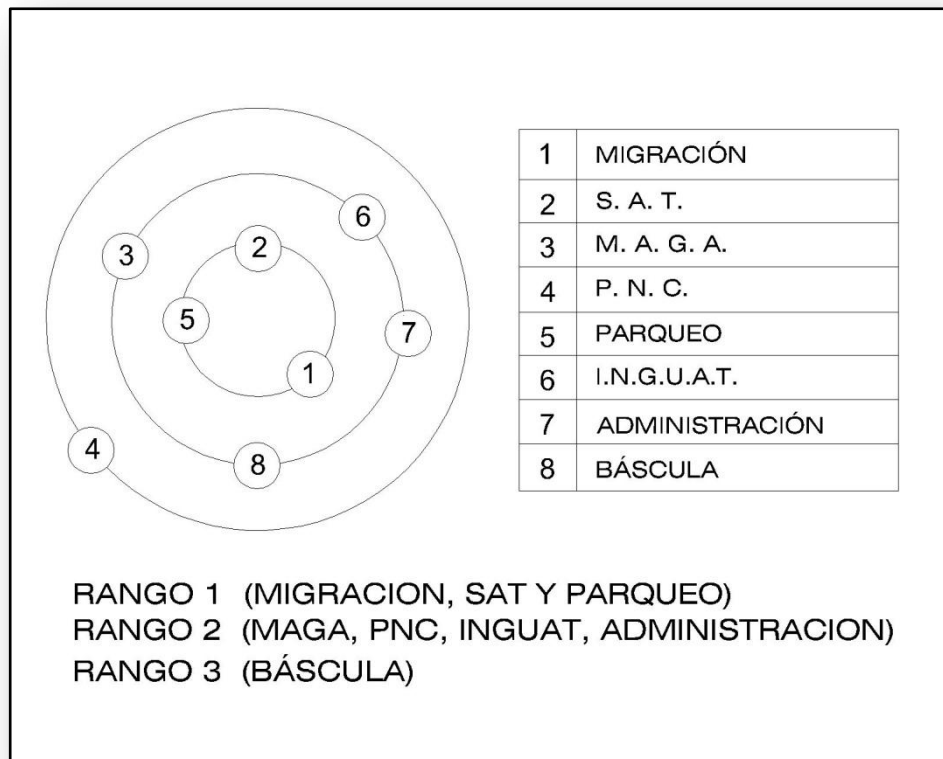 6
3
2
5
7
1
4
8
1 MIGRACIÓN
2 S. A. T.
3 M. A. G. A.
4 P. N. C.
5 PARQUEO
6 I.N.G.U.A.T.
7 ADMINISTRACIÓN
8 BÁSCULA
RANGO 1 (MIGRACION, SAT Y PARQUEO)
RANGO 2 (MAGA, PNC, INGUAT, ADMINISTRACION)
RANGO 3 (BÁSCULA)